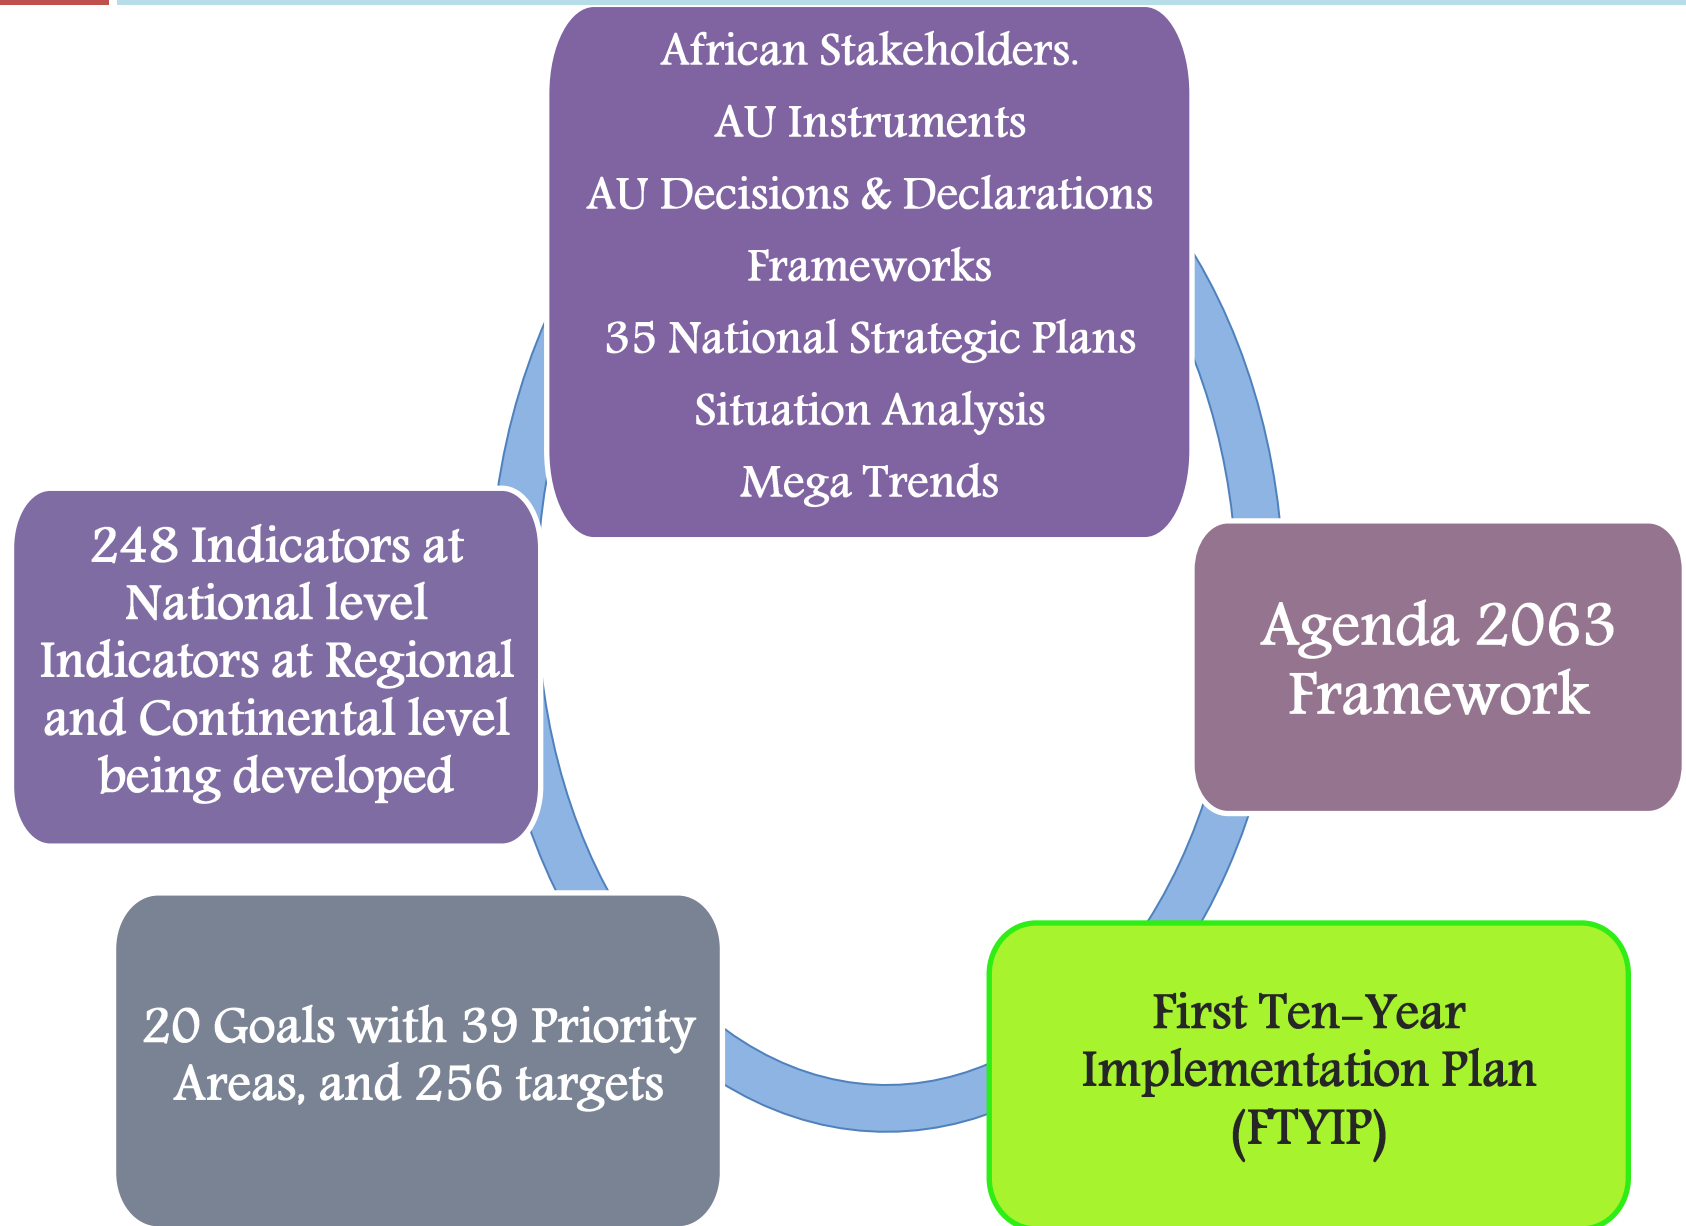 African Stakeholders.
AU Instruments
AU Decisions & Declarations
Frameworks
35 National Strategic Plans
Situation Analysis
Mega Trends
Agenda 2063
Framework
First Ten-Year
Implementation Plan
(FTYIP)
20 Goals with 39 Priority
Areas, and 256 targets
248 Indicators at
National level
Indicators at Regional
and Continental level
being developed